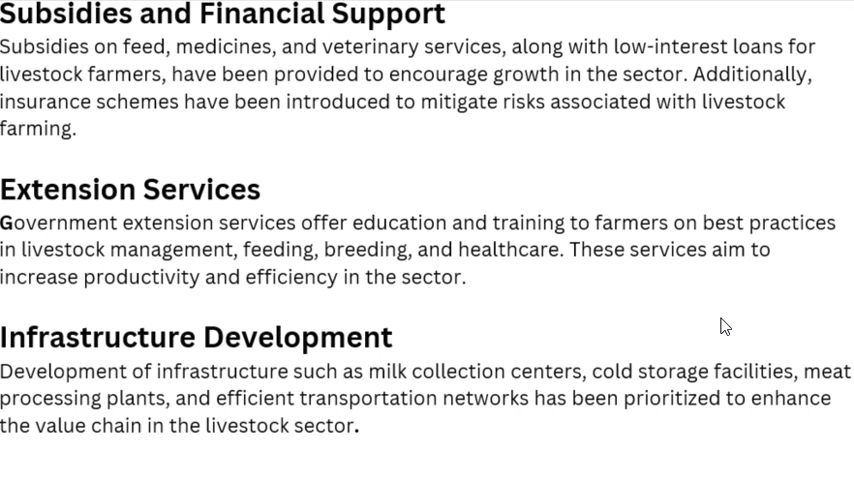 Subsidies and Financial Support
Subsidies on feed, medicines, and veterinary services, along with low-interest loans for
livestock farmers, have been provided to encourage growth in the sector. Additionally,
insurance schemes have been introduced to mitigate risks associated with livestock
farming.
Extension Services
Government extension services offer education and training to farmers on best practices
in livestock management, feeding, breeding, and healthcare. These services aim to
increase productivity and efficiency in the sector.
Infrastructure Development
Development of infrastructure such as milk collection centers, cold storage facilities, meat
processing plants, and efficient transportation networks has been prioritized to enhance
the value chain in the livestock sector.